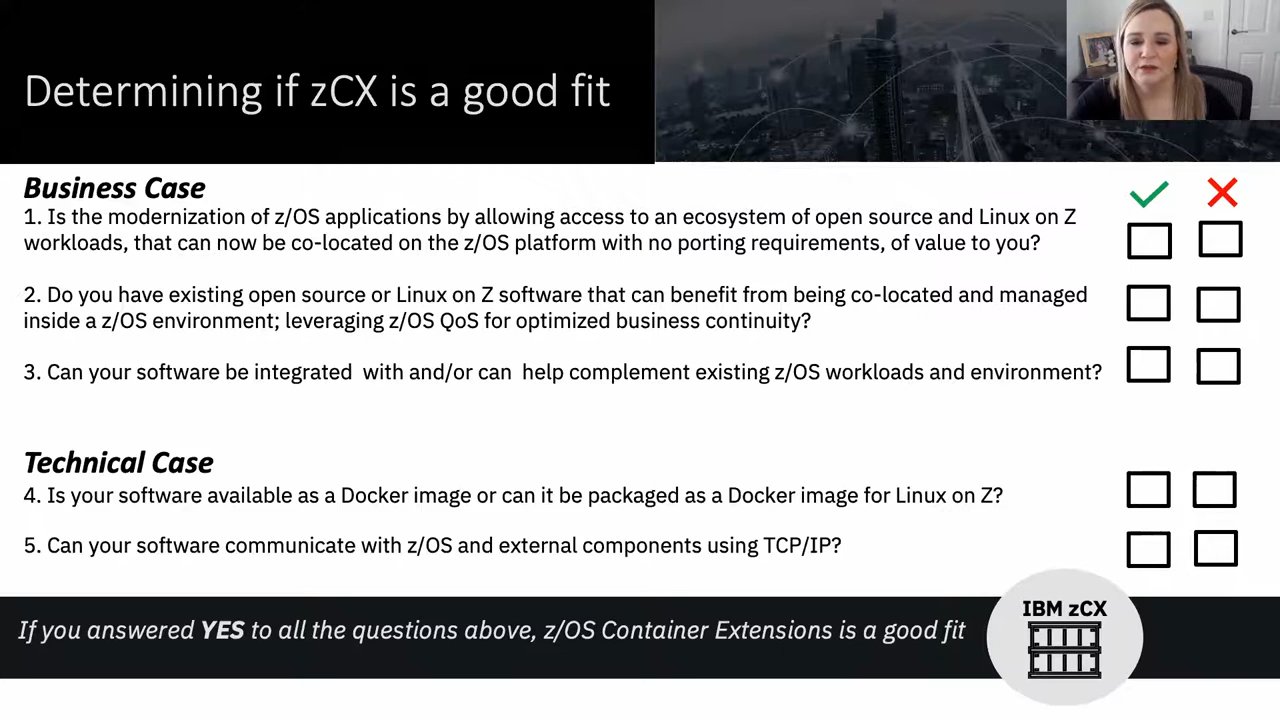 Determining if zCX is a good fit
Business Case
1. Is the modernization of z/OS applications by allowing access to an ecosystem of open source and Linux on Z
workloads, that can now be co-located on the z/OS platform with no porting requirements, of value to you?
2. Do you have existing open source or Linux on Z software that can benefit from being co-located and managed
inside a z/OS environment; leveraging z/OS QoS for optimized business continuity?
3. Can your software be integrated  with and/or can  help complement existing z/OS workloads and environment?
Technical Case
4. Is your software available as a Docker image or can it be packaged as a Docker image for Linux on Z?
5. Can your software communicate with z/OS and external components using TCP/IP?
If you answered YES to all the questions above, z/OS Container Extensions is a good fit
IBM zCX